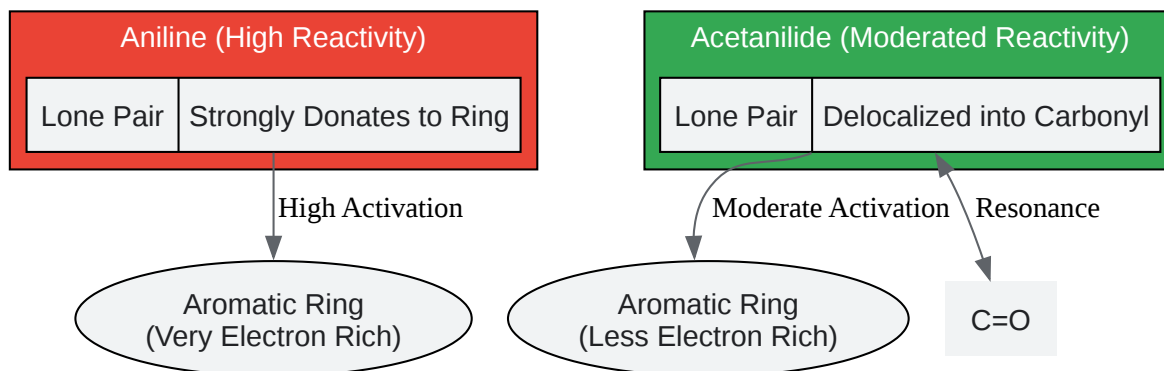 Aniline (High Reactivity)
Lone Pair
Strongly Donates to Ring
High Activation
Aromatic Ring
(Very Electron Rich)
Acetanilide (Moderated Reactivity)
Lone Pair
Delocalized into Carbonyl
Moderate Activation
Resonance
Aromatic Ring
(Less Electron Rich)
C=O